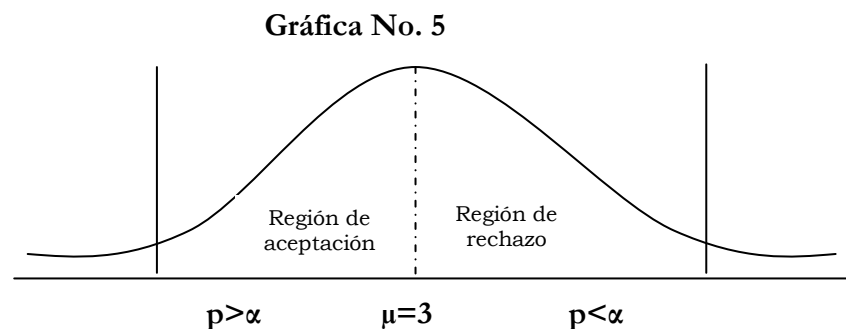 Gráfica No. 5
Región de
aceptación
Región de
rechazo
p>α
μ=3
p<α